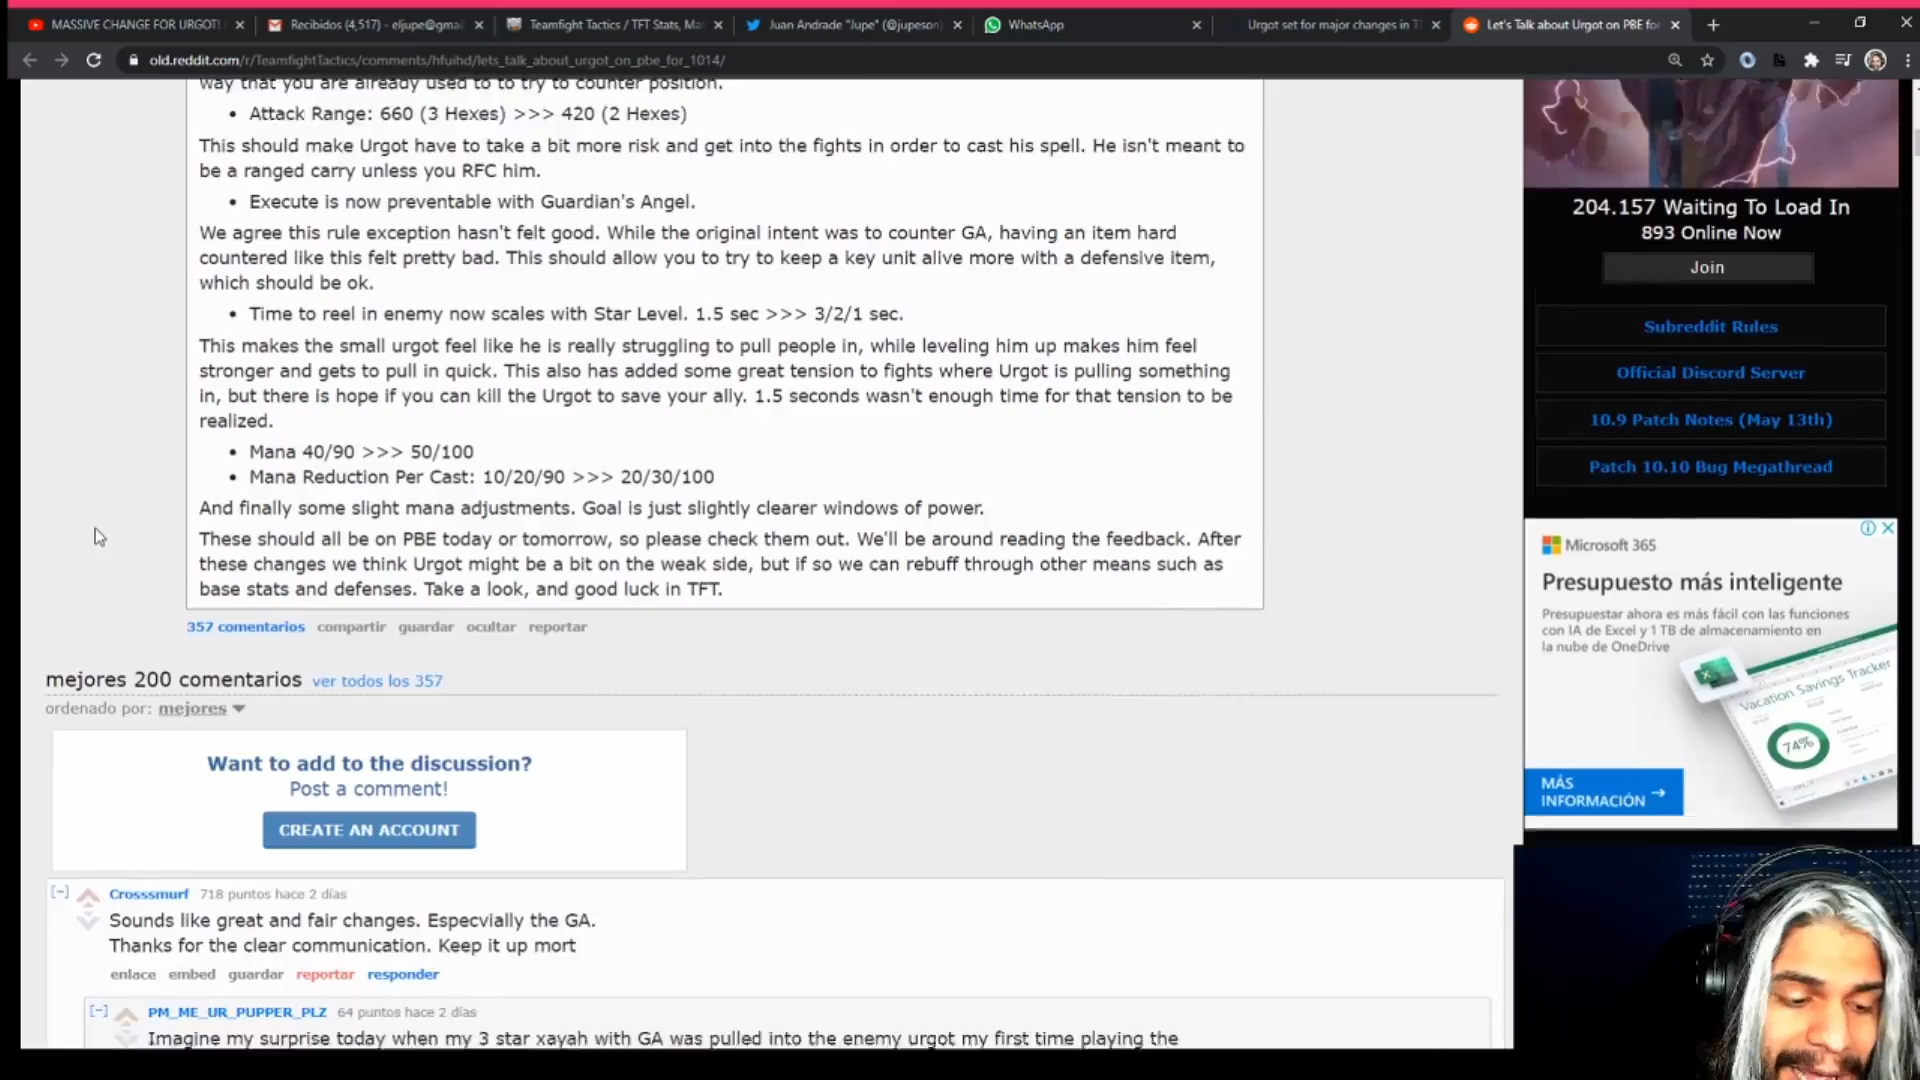 MASSIVE CHANGE FOR URGOT!
Recibidos (4,517) - eljupe@gma
Teamfight Tactics / TFT Stats, Ma
Juan Andrade "Jupe" (@jupeson)
WhatsApp
Urgot set for major changes in T
Let's Talk about Urgot on PBE fo
old.reddit.com/r/TeamfightTactics/comments/hfuihd/lets_talk_about_urgot_on_pbe_for_1014/
way that you are already used to to try to counter position.
• Attack Range: 660 (3 Hexes) >>> 420 (2 Hexes)
This should make Urgot have to take a bit more risk and get into the fights in order to cast his spell. He isn't meant to
be a ranged carry unless you RFC him.
• Execute is now preventable with Guardian's Angel.
We agree this rule exception hasn't felt good. While the original intent was to counter GA, having an item hard
countered like this felt pretty bad. This should allow you to try to keep a key unit alive more with a defensive item,
which should be ok.
• Time to reel in enemy now scales with Star Level. 1.5 sec >>> 3/2/1 sec.
This makes the small urgot feel like he is really struggling to pull people in, while leveling him up makes him feel
stronger and gets to pull in quick. This also has added some great tension to fights where Urgot is pulling something
in, but there is hope if you can kill the Urgot to save your ally. 1.5 seconds wasn't enough time for that tension to be
realized.
• Mana 40/90 >>> 50/100
• Mana Reduction Per Cast: 10/20/90 >>> 20/30/100
And finally some slight mana adjustments. Goal is just slightly clearer windows of power.
These should all be on PBE today or tomorrow, so please check them out. We'll be around reading the feedback. After
these changes we think Urgot might be a bit on the weak side, but if so we can rebuff through other means such as
base stats and defenses. Take a look, and good luck in TFT.
357 comentarios compartir guardar ocultar reportar
mejores 200 comentarios ver todos los 357
ordenado por: mejores
Want to add to the discussion?
Post a comment!
CREATE AN ACCOUNT
[-] Crosssmurf 718 puntos hace 2 días
Sounds like great and fair changes. Especvially the GA.
Thanks for the clear communication. Keep it up mort
enlace embed guardar reportar responder
[-] PM_ME_UR_PUPPER_PLZ 64 puntos hace 2 días
Imagine my surprise today when my 3 star xayah with GA was pulled into the enemy urgot my first time playing the
204.157 Waiting To Load In
893 Online Now
Join
Subreddit Rules
Official Discord Server
10.9 Patch Notes (May 13th)
Patch 10.10 Bug Megathread
Microsoft 365
Presupuesto más inteligente
Presupuestar ahora es más fácil con las funciones
con IA de Excel y 1 TB de almacenamiento en
la nube de OneDrive
Vacation Savings Tracker
74%
MÁS
INFORMACIÓN →